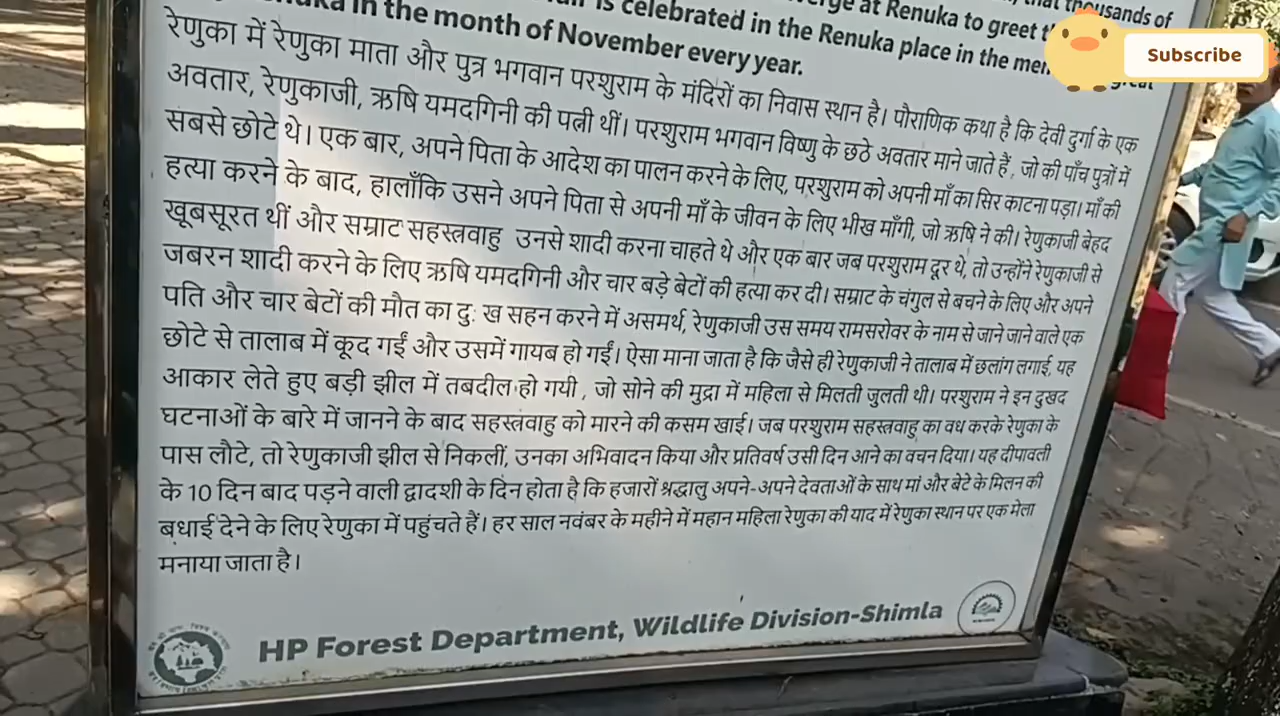 thousands of
is celebrated in the Renuka place in the
at Renuka to greet
in the month of November every year.
रेणुका में रेणुका माता और पुत्र भगवान परशुराम के मंदिरों का निवास स्थान है। पौराणिक कथा है कि देवी दुर्गा के एक
अवतार, रेणुकाजी, ऋषि यमदगिनी की पत्नी थीं। परशुराम भगवान विष्णु के छठे अवतार माने जाते हैं, जो की पाँच पुत्रों में
सबसे छोटे थे। एक बार, अपने पिता के आदेश का पालन करने के लिए, परशुराम को अपनी माँ का सिर काटना पड़ा। माँ की
हत्या करने के बाद, हालाँकि उसने अपने पिता से अपनी माँ के जीवन के लिए भीख माँगी, जो ऋषि ने की। रेणुकाजी बेहद
खूबसूरत थीं और सम्राट सहस्त्रवाहु उनसे शादी करना चाहते थे और एक बार जब परशुराम दूर थे, तो उन्होंने रेणुकाजी से
जबरन शादी करने के लिए ऋषि यमदगिनी और चार बड़े बेटों की हत्या कर दी। सम्राट के चंगुल से बचने के लिए और अपने
पति और चार बेटों की मौत का दुः ख सहन करने में असमर्थ, रेणुकाजी उस समय रामसरोवर के नाम से जाने जाने वाले एक
छोटे से तालाब में कूद गईं और उसमें गायब हो गईं। ऐसा माना जाता है कि जैसे ही रेणुकाजी ने तालाब में छलांग लगाई, यह
आकार लेते हुए बड़ी झील में तबदील हो गयी, जो सोने की मुद्रा में महिला से मिलती जुलती थी। परशुराम ने इन दुखद
घटनाओं के बारे में जानने के बाद सहस्त्रवाहु को मारने की कसम खाई। जब परशुराम सहस्त्रवाहु का वध करके रेणुका के
पास लौटे, तो रेणुकाजी झील से निकलीं, उनका अभिवादन किया और प्रतिवर्ष उसी दिन आने का वचन दिया। यह दीपावली
के 10 दिन बाद पड़ने वाली द्वादशी के दिन होता है कि हजारों श्रद्धालु अपने-अपने देवताओं के साथ मां और बेटे के मिलन की
बधाई देने के लिए रेणुका में पहुंचते हैं। हर साल नवंबर के महीने में महान महिला रेणुका की याद में रेणुका स्थान पर एक मेला
मनाया जाता है।
HP Forest Department, Wildlife Division-Shimla
Subscribe